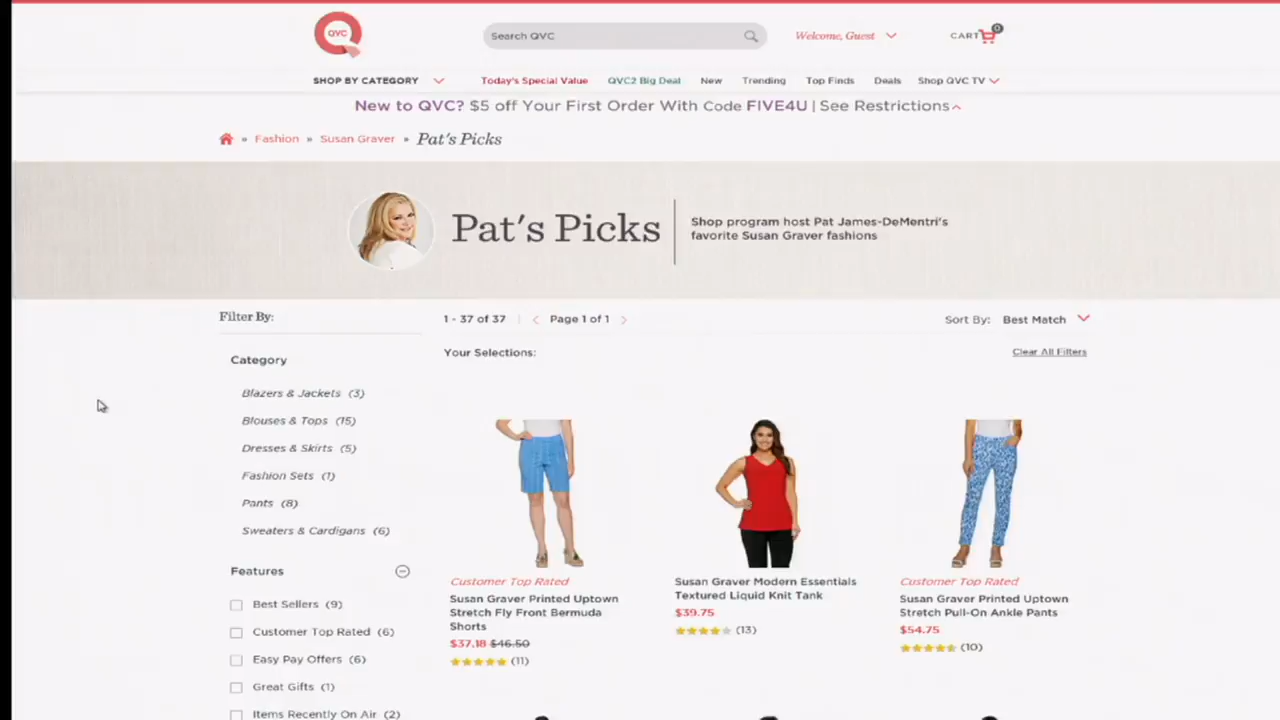 QVC
Search QVC
Welcome, Guest
CART
0
SHOP BY CATEGORY
Today's Special Value
QVC2 Big Deal
New
Trending
Top Finds
Deals
Shop QVC TV
New to QVC? $5 off Your First Order With Code FIVE4U | See Restrictions
» Fashion » Susan Graver » Pat's Picks
Pat's Picks
Shop program host Pat James-DeMentri's
favorite Susan Graver fashions
Filter By:
1 - 37 of 37
Page 1 of 1
Sort By: Best Match
Your Selections:
Clear All Filters
Category
Blazers & Jackets (3)
Blouses & Tops (15)
Dresses & Skirts (5)
Fashion Sets (1)
Pants (8)
Sweaters & Cardigans (6)
Features
Best Sellers (9)
Customer Top Rated (6)
Easy Pay Offers (6)
Great Gifts (1)
Items Recently On Air (2)
Customer Top Rated
Susan Graver Printed Uptown
Stretch Fly Front Bermuda
Shorts
$37.18 $46.50
(11)
Susan Graver Modern Essentials
Textured Liquid Knit Tank
$39.75
(13)
Customer Top Rated
Susan Graver Printed Uptown
Stretch Pull-On Ankle Pants
$54.75
(10)